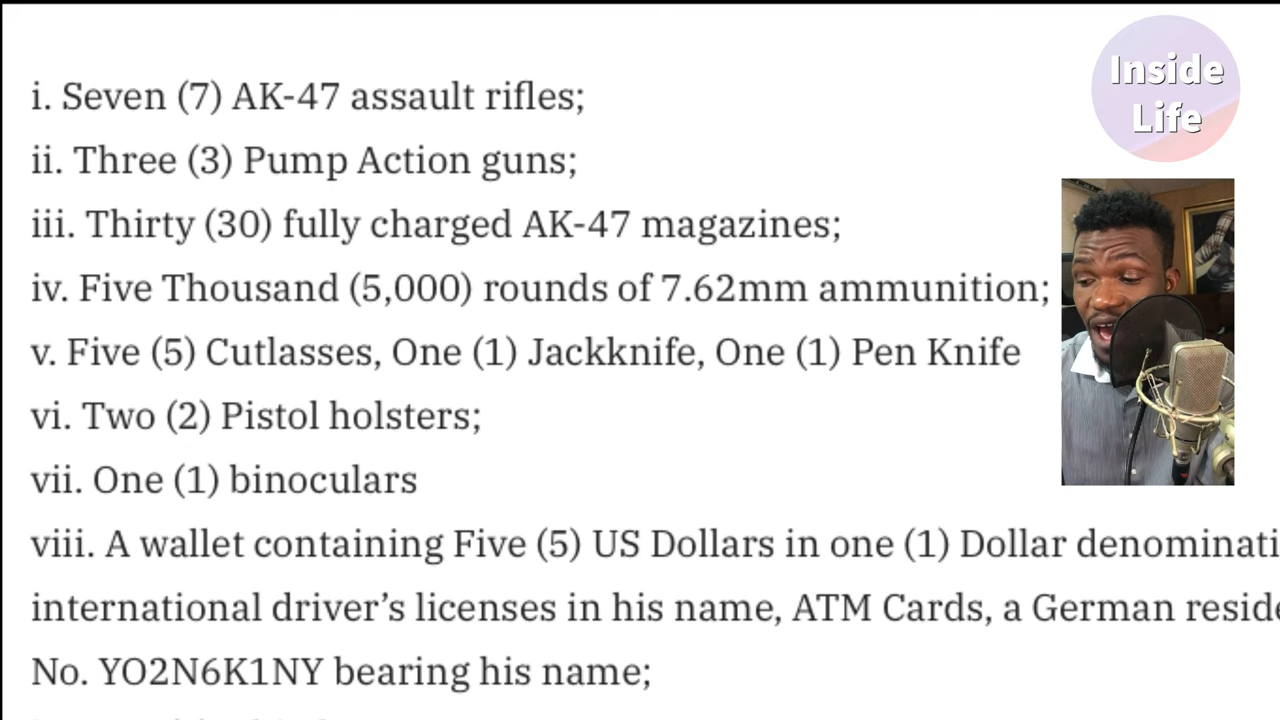 i. Seven (7) AK-47 assault rifles;
ii. Three (3) Pump Action guns;
iii. Thirty (30) fully charged AK-47 magazines;
iv. Five Thousand (5,000) rounds of 7.62mm ammunition;
v. Five (5) Cutlasses, One (1) Jackknife, One (1) Pen Knife
vi. Two (2) Pistol holsters;
vii. One (1) binoculars
viii. A wallet containing Five (5) US Dollars in one (1) Dollar denominati
international driver’s licenses in his name, ATM Cards, a German reside
No. YO2N6K1NY bearing his name;
Inside
Life